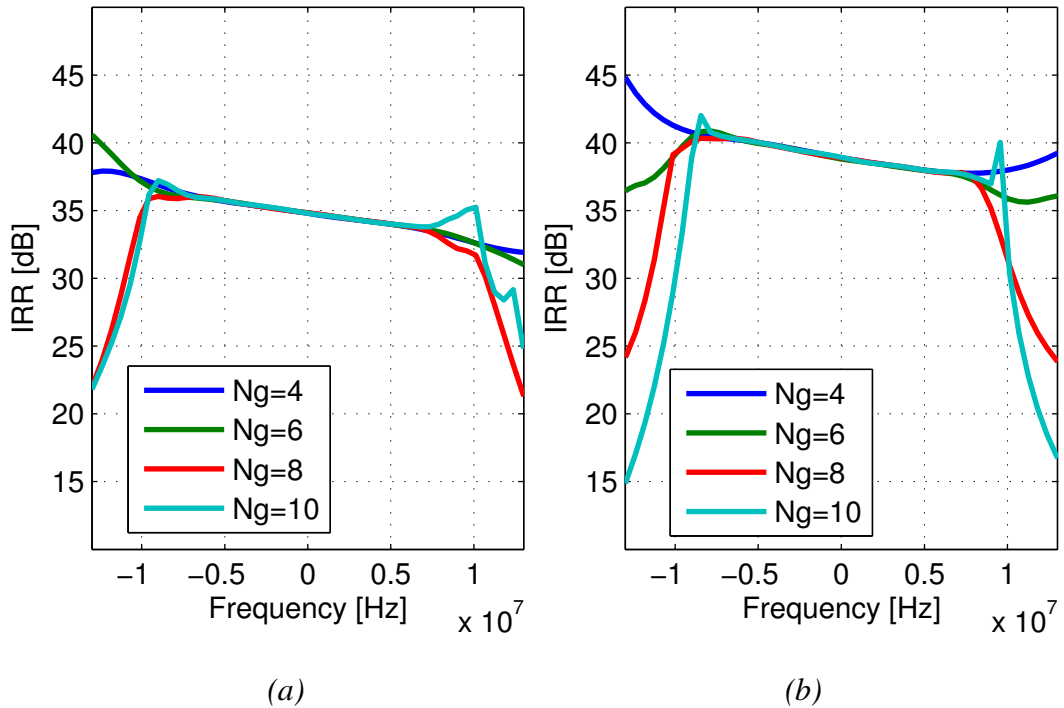 45
40
35
30
25
20
15
IRR [dB]
Ng=4
Ng=6
Ng=8
Ng=10
−1 −0.5 0 0.5 1
Frequency [Hz]
x 10^7
(a)
45
40
35
30
25
20
15
IRR [dB]
Ng=4
Ng=6
Ng=8
Ng=10
−1 −0.5 0 0.5 1
Frequency [Hz]
x 10^7
(b)